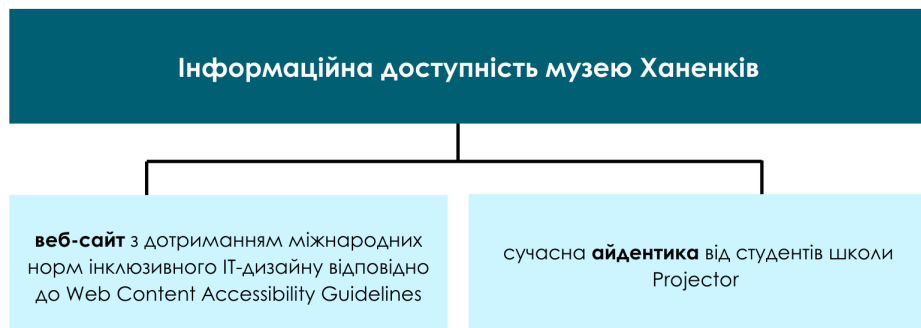 Інформаційна доступність музею Ханенків
веб-сайт з дотриманням міжнародних
норм інклюзивного ІТ-дизайну відповідно
до Web Content Accessibility Guidelines
сучасна айдентика від студентів школи
Projector